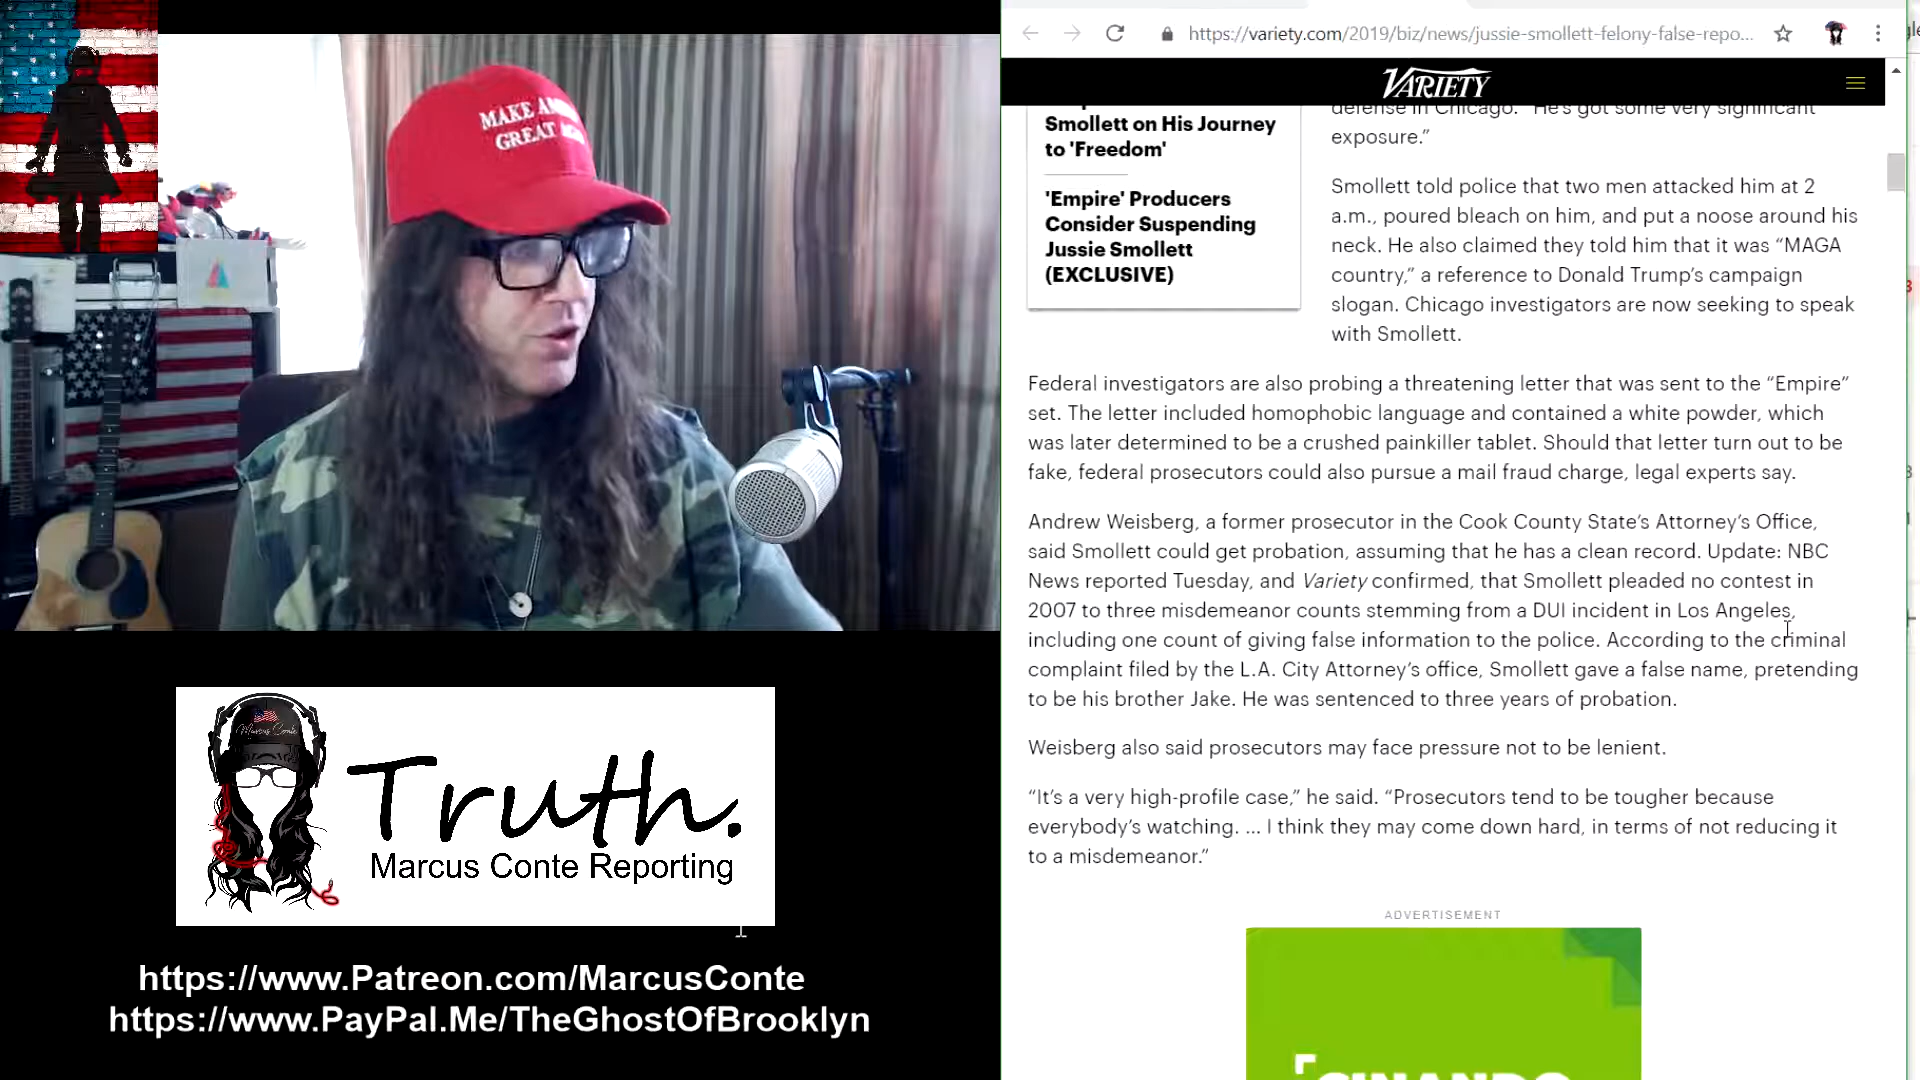 MAKE
GREAT
Marcus Conte
Truth.
Marcus Conte Reporting
https://www.Patreon.com/MarcusConte
https://www.PayPal.Me/TheGhostOfBrooklyn
https://variety.com/2019/biz/news/jussie-smollett-felony-false-repo...
VARIETY
Smollett on His Journey
to 'Freedom'
'Empire' Producers
Consider Suspending
Jussie Smollett
(EXCLUSIVE)
defense in Chicago. “He’s got some very significant
exposure.”
Smollett told police that two men attacked him at 2
a.m., poured bleach on him, and put a noose around his
neck. He also claimed they told him that it was “MAGA
country,” a reference to Donald Trump’s campaign
slogan. Chicago investigators are now seeking to speak
with Smollett.
Federal investigators are also probing a threatening letter that was sent to the “Empire”
set. The letter included homophobic language and contained a white powder, which
was later determined to be a crushed painkiller tablet. Should that letter turn out to be
fake, federal prosecutors could also pursue a mail fraud charge, legal experts say.
Andrew Weisberg, a former prosecutor in the Cook County State’s Attorney’s Office,
said Smollett could get probation, assuming that he has a clean record. Update: NBC
News reported Tuesday, and Variety confirmed, that Smollett pleaded no contest in
2007 to three misdemeanor counts stemming from a DUI incident in Los Angeles,
including one count of giving false information to the police. According to the criminal
complaint filed by the L.A. City Attorney’s office, Smollett gave a false name, pretending
to be his brother Jake. He was sentenced to three years of probation.
Weisberg also said prosecutors may face pressure not to be lenient.
“It’s a very high-profile case,” he said. “Prosecutors tend to be tougher because
everybody’s watching. ... I think they may come down hard, in terms of not reducing it
to a misdemeanor.”
ADVERTISEMENT